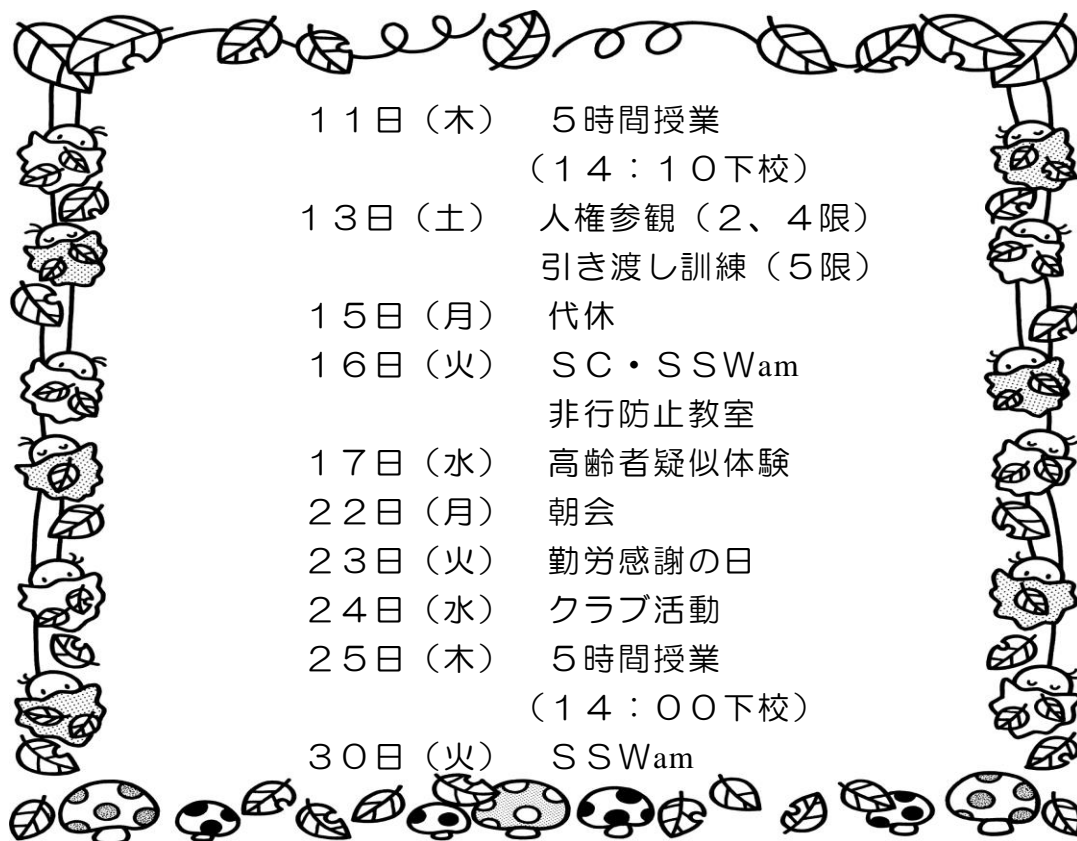 １１日（木）　５時間授業
（１４：１０下校）
１３日（土）　人権参観（２、４限）
引き渡し訓練（５限）
１５日（月）　代休
１６日（火）　ＳＣ・ＳＳＷam
非行防止教室
１７日（水）　高齢者疑似体験
２２日（月）　朝会
２３日（火）　勤労感謝の日
２４日（水）　クラブ活動
２５日（木）　５時間授業
（１４：００下校）
３０日（火）　ＳＳＷam